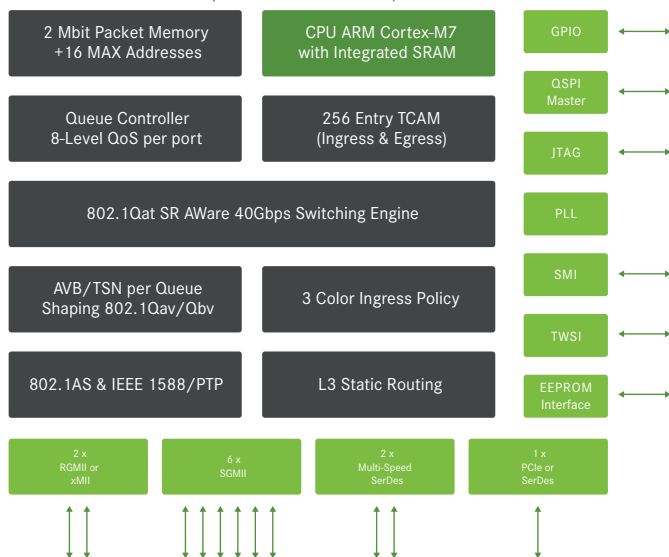 2 Mbit Packet Memory
+16 MAX Addresses
CPU ARM Cortex-M7
with Integrated SRAM
GPIO
QSPI
Master
Queue Controller
8-Level QoS per port
256 Entry TCAM
(Ingress & Egress)
JTAG
802.1Qat SR AWare 40Gbps Switching Engine
PLL
AVB/TSN per Queue
Shaping 802.1Qav/Qbv
3 Color Ingress Policy
SMI
TWSI
802.1AS & IEEE 1588/PTP
L3 Static Routing
EEPROM
Interface
2 x
RGMII or
xMII
6 x
SGMII
2 x
Multi-Speed
SerDes
1 x
PCIe or
SerDes